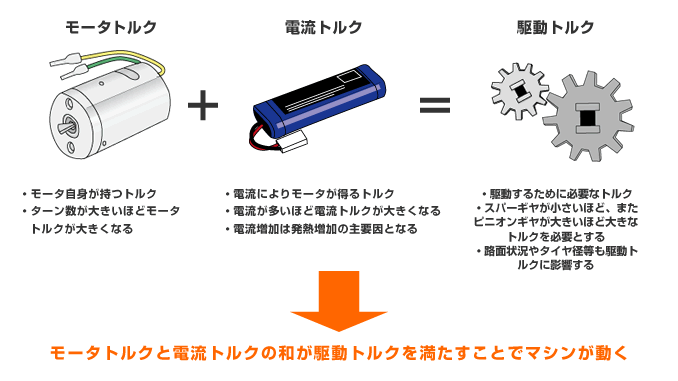 モータトルク
電流トルク
駆動トルク
・モータ自身が持つトルク
・ターン数が大きいほどモータ
トルクが大きくなる
・電流によりモータが得るトルク
・電流が多いほど電流トルクが大きくなる
・電流増加は発熱増加の主要因となる
・駆動するために必要なトルク
・スパーギヤが小さいほど、また
ピニオンギヤが大きいほど大きな
トルクを必要とする
・路面状況やタイヤ径等も駆動ト
ルクに影響する
モータトルクと電流トルクの和が駆動トルクを満たすことでマシンが動く